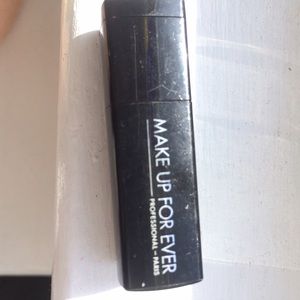 MAKE UP FOR EVER
PROFESSIONAL – PARIS